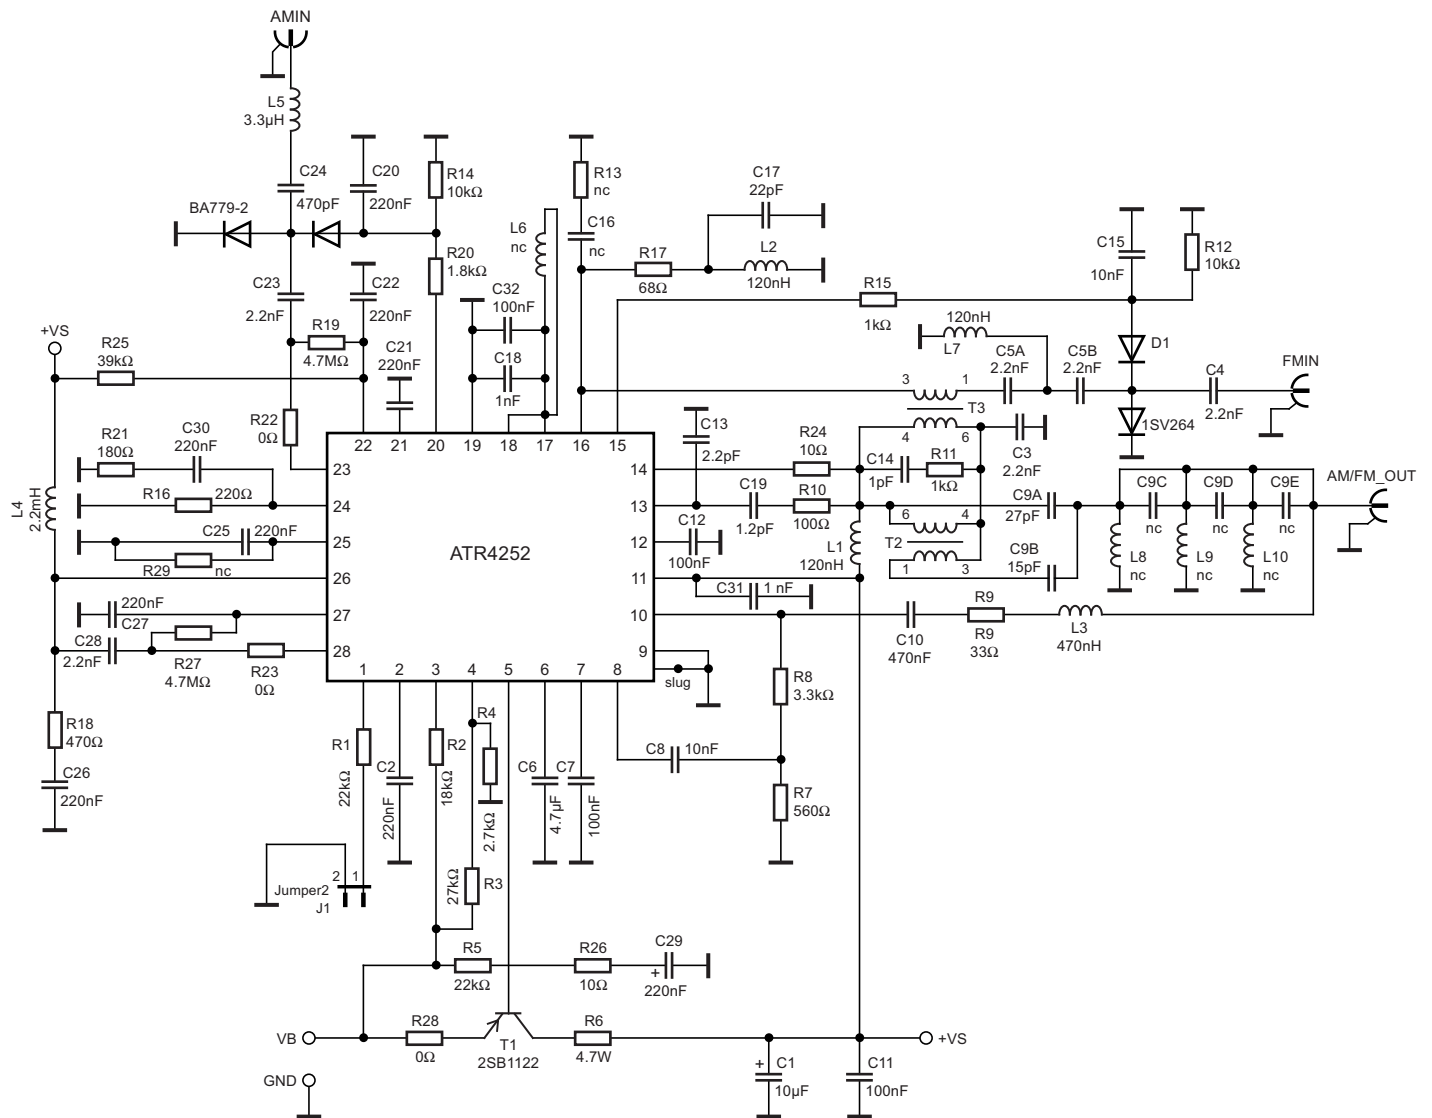 AMIN
L5
3.3µH
C24
470pF
C20
220nF
R14
10kΩ
R13
nc
C17
22pF
BA779-2
L6
nc
C16
nc
R20
1.8kΩ
R17
68Ω
L2
120nH
C15
10nF
R12
10kΩ
C23
2.2nF
C22
220nF
C32
100nF
R15
1kΩ
+VS
R25
39kΩ
R19
4.7MΩ
C21
220nF
C18
1nF
120nH
L7
D1
C5A
2.2nF
C5B
2.2nF
C4
2.2nF
FMIN
3
1
T3
4
6
1SV264
R22
0Ω
C30
220nF
R21
180Ω
C13
2.2pF
R24
10Ω
C14
1pF
R11
1kΩ
C3
2.2nF
22
21
20
19
18
17
16
15
23
14
AM/FM_OUT
L4
2.2mH
R16
220Ω
24
13
C19
1.2pF
R10
100Ω
C9A
27pF
C9C
nc
C9D
nc
C9E
nc
C25
220nF
25
ATR4252
12
C12
100nF
L1
120nH
6
4
T2
1
3
C9B
15pF
L8
nc
L9
nc
L10
nc
R29
nc
26
11
C31
1 nF
220nF
C27
27
10
C10
470nF
R9
R9
33Ω
L3
470nH
C28
2.2nF
R27
4.7MΩ
R23
0Ω
28
9
slug
1
2
3
4
5
6
7
8
R8
3.3kΩ
R18
470Ω
R1
22kΩ
C2
220nF
R2
18kΩ
R4
2.7kΩ
C6
4.7µF
C7
100nF
C8
10nF
C26
220nF
R7
560Ω
2
1
Jumper2
J1
27kΩ
R3
R5
22kΩ
R26
10Ω
C29
+
220nF
VB
R28
0Ω
T1
2SB1122
R6
4.7W
+VS
GND
+
C1
10µF
C11
100nF